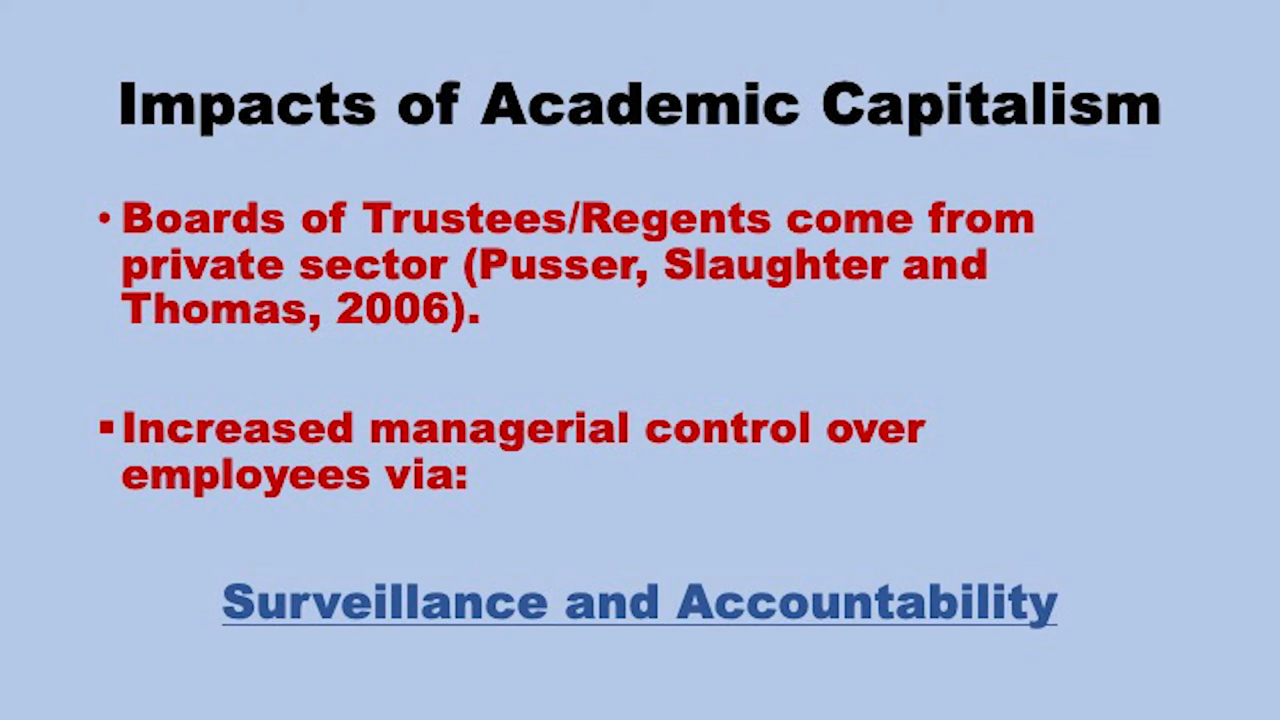 Impacts of Academic Capitalism
• Boards of Trustees/Regents come from
private sector (Pusser, Slaughter and
Thomas, 2006).
▪ Increased managerial control over
employees via:
Surveillance and Accountability